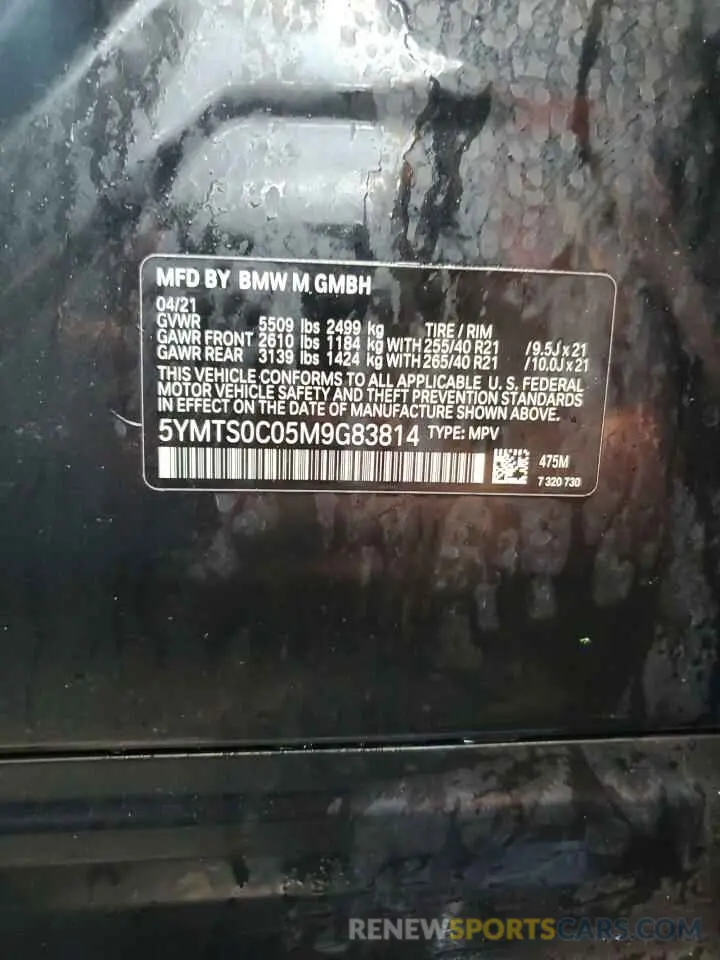 MFD BY BMW M GMBH
04/21
GVWR 5509 lbs 2499 kg TIRE / RIM
GAWR FRONT 2610 lbs 1184 kg WITH 255/40 R21 /9.5J x 21
GAWR REAR 3139 lbs 1424 kg WITH 265/40 R21 /10.0J x 21
THIS VEHICLE CONFORMS TO ALL APPLICABLE U. S. FEDERAL
MOTOR VEHICLE SAFETY AND THEFT PREVENTION STANDARDS
IN EFFECT ON THE DATE OF MANUFACTURE SHOWN ABOVE.
5YMTS0C05M9G83814 TYPE: MPV
475M
7 320 730
RENEWSPORTSCARS.COM